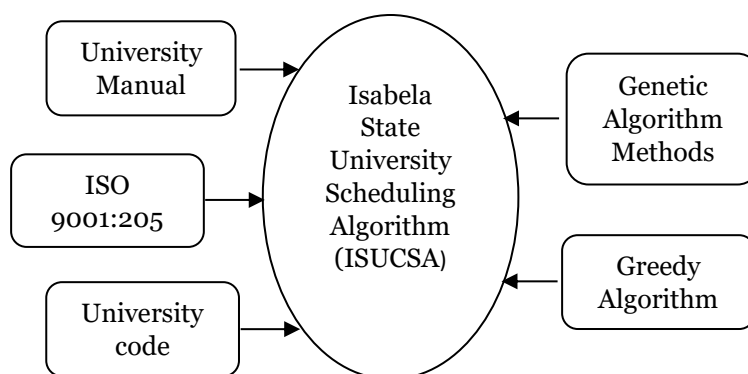 University
Manual
ISO
9001:205
University
code
Isabela
State
University
Scheduling
Algorithm
(ISUCSA)
Genetic
Algorithm
Methods
Greedy
Algorithm